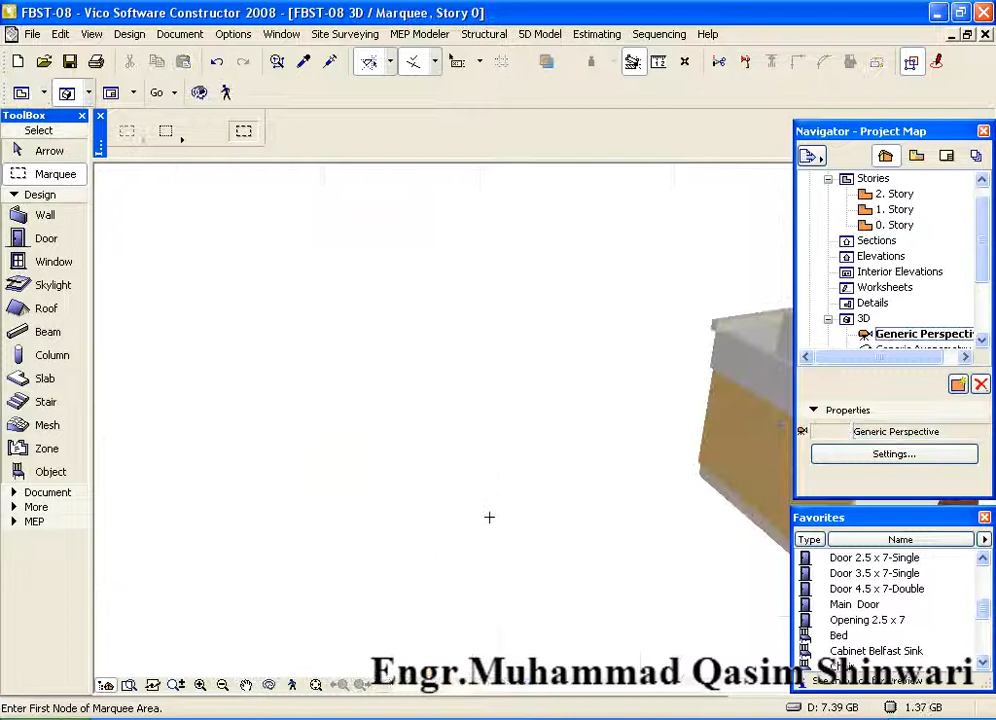 FBST-08 - Vico Software Constructor 2008 - [FBST-08 3D / Marquee, Story 0]
File Edit View Design Document Options Window Site Surveying MEP Modeler Structural 5D Model Estimating Sequencing Help
Go
ToolBox
Select
Arrow
Marquee
Design
Wall
Door
Window
Skylight
Roof
Beam
Column
Slab
Stair
Mesh
Zone
Object
Document
More
MEP
Navigator - Project Map
Stories
2. Story
1. Story
0. Story
Sections
Elevations
Interior Elevations
Worksheets
Details
3D
Generic Perspecti
Properties
Generic Perspective
Settings...
Favorites
Type Name
Door 2.5 x 7-Single
Door 3.5 x 7-Single
Door 4.5 x 7-Double
Main Door
Opening 2.5 x 7
Bed
Cabinet Belfast Sink
Engr.Muhammad Qasim Shinwari
Enter First Node of Marquee Area.
D: 7.39 GB
1.37 GB